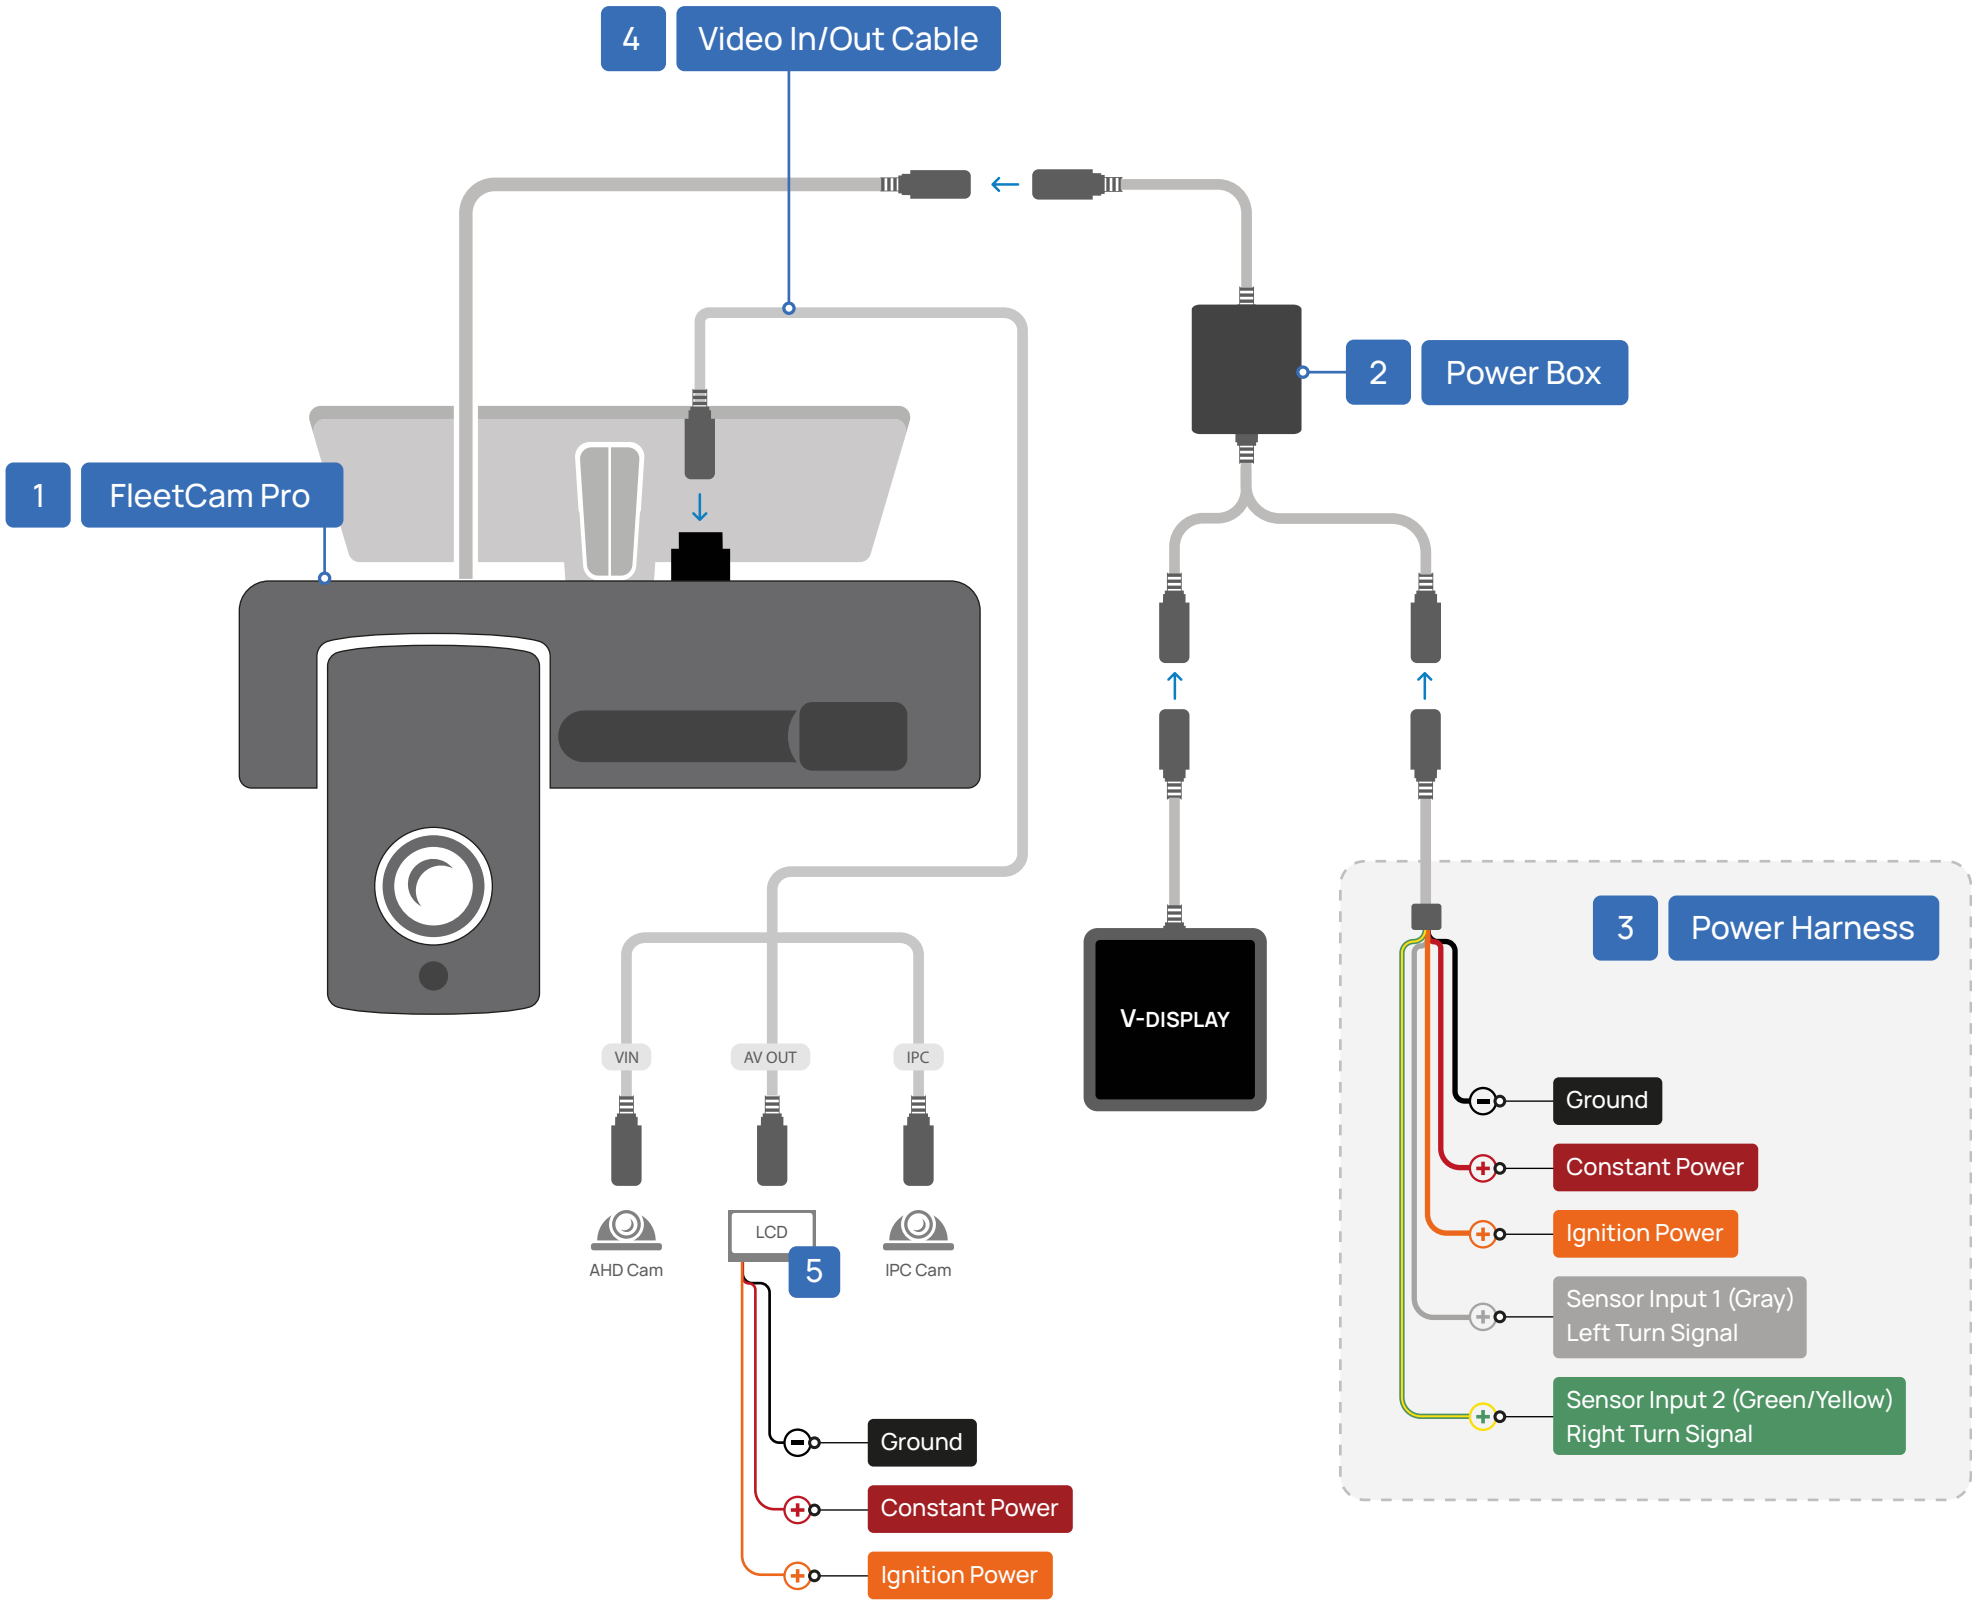 4
Video In/Out Cable
2
Power Box
1
FleetCam Pro
3
Power Harness
V-DISPLAY
VIN
AV OUT
IPC
Ground
Constant Power
Ignition Power
Sensor Input 1 (Gray)
Left Turn Signal
Sensor Input 2 (Green/Yellow)
Right Turn Signal
LCD
5
AHD Cam
IPC Cam
Ground
Constant Power
Ignition Power